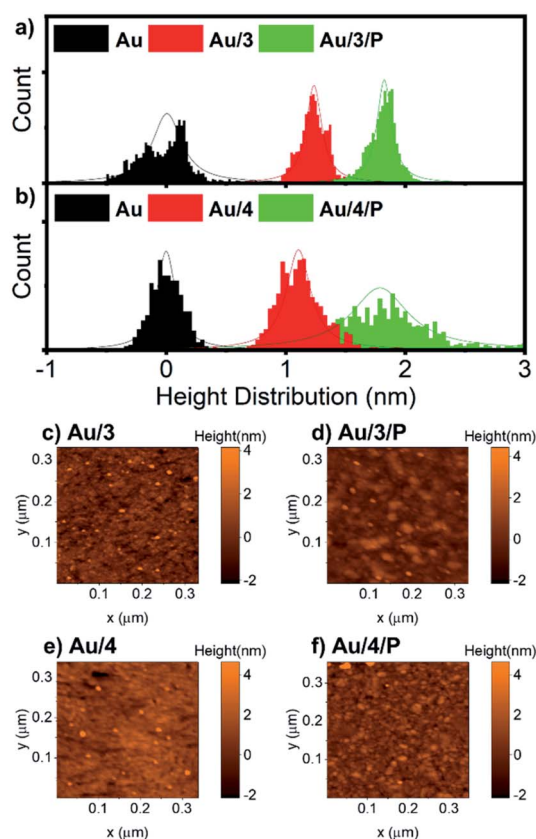 a) Au Au/3 Au/3/P
Count
b) Au Au/4 Au/4/P
Count
-1 0 1 2 3
Height Distribution (nm)
c) Au/3 Height(nm)
0.3
0.2
0.1
y (μm)
0.1 0.2 0.3
x (μm)
4
2
0
-2
d) Au/3/P Height(nm)
0.3
0.2
0.1
y (μm)
0.1 0.2 0.3
x (μm)
4
2
0
-2
e) Au/4 Height(nm)
0.3
0.2
0.1
y (μm)
0.1 0.2 0.3
x (μm)
4
2
0
-2
f) Au/4/P Height(nm)
0.3
0.2
0.1
y (μm)
0.1 0.2 0.3
x (μm)
4
2
0
-2